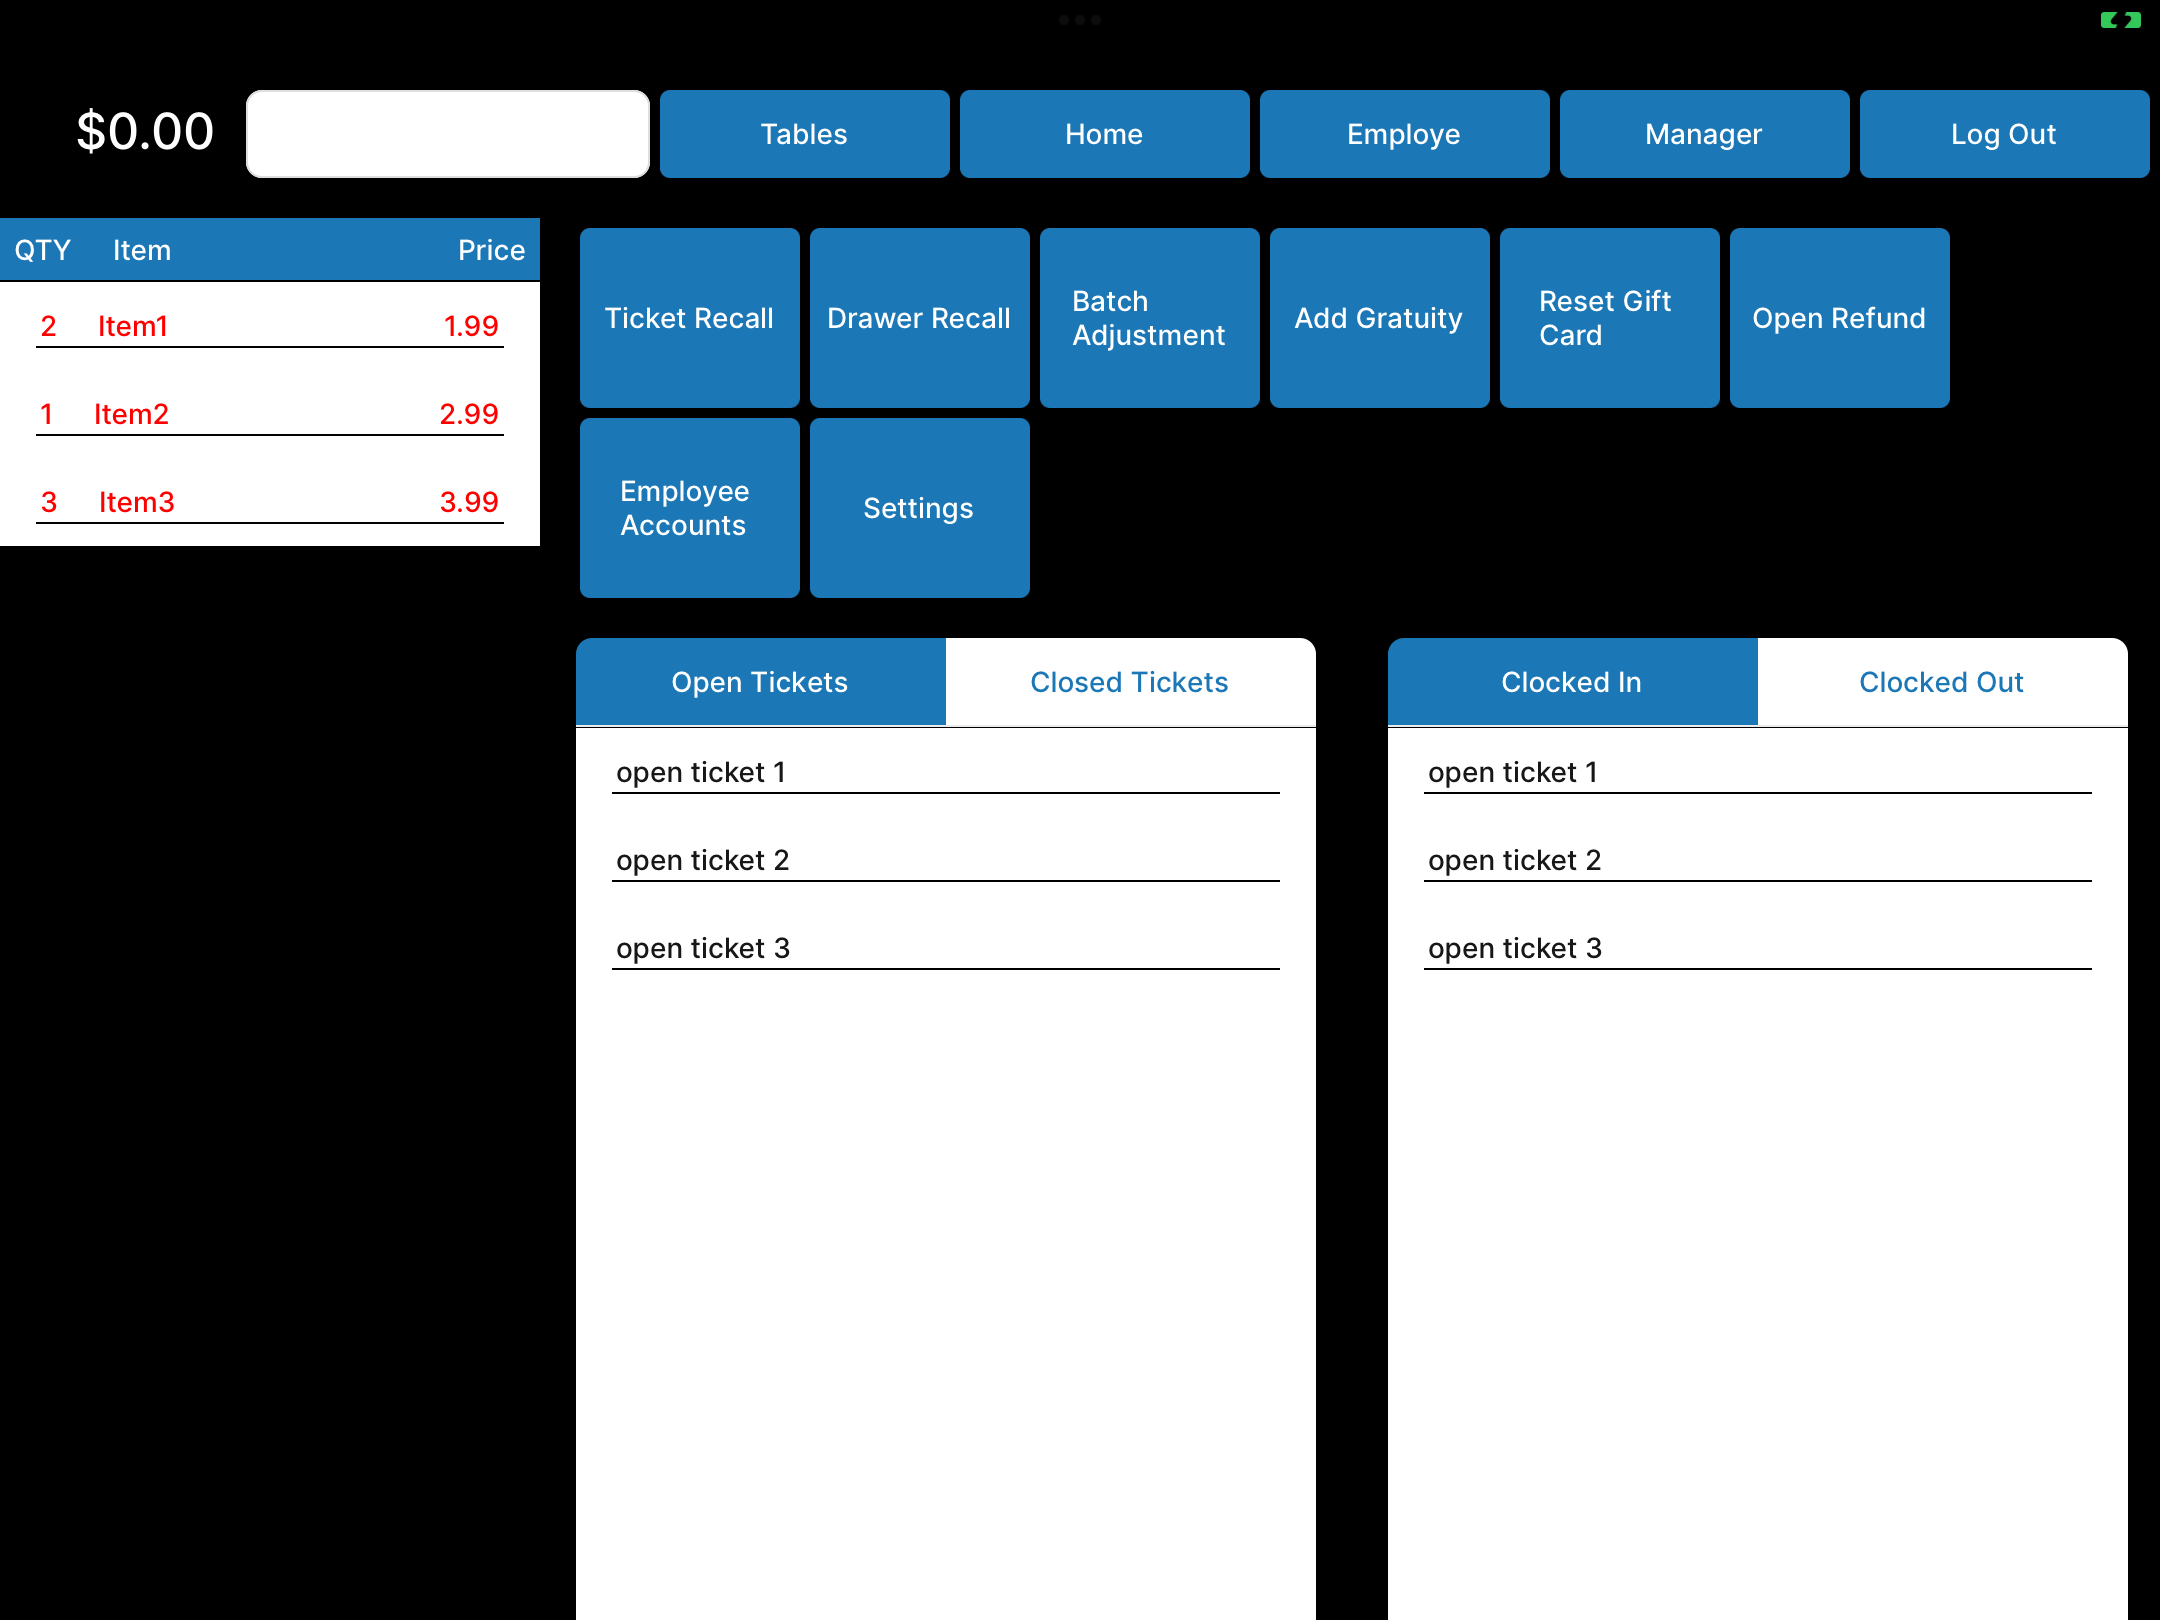 $0.00
Tables
Home
Employe
Manager
Log Out
QTY Item Price
2 Item1 1.99
1 Item2 2.99
3 Item3 3.99
Ticket Recall
Drawer Recall
Batch
Adjustment
Add Gratuity
Reset Gift
Card
Open Refund
Employee
Accounts
Settings
Open Tickets
Closed Tickets
open ticket 1
open ticket 2
open ticket 3
Clocked In
Clocked Out
open ticket 1
open ticket 2
open ticket 3